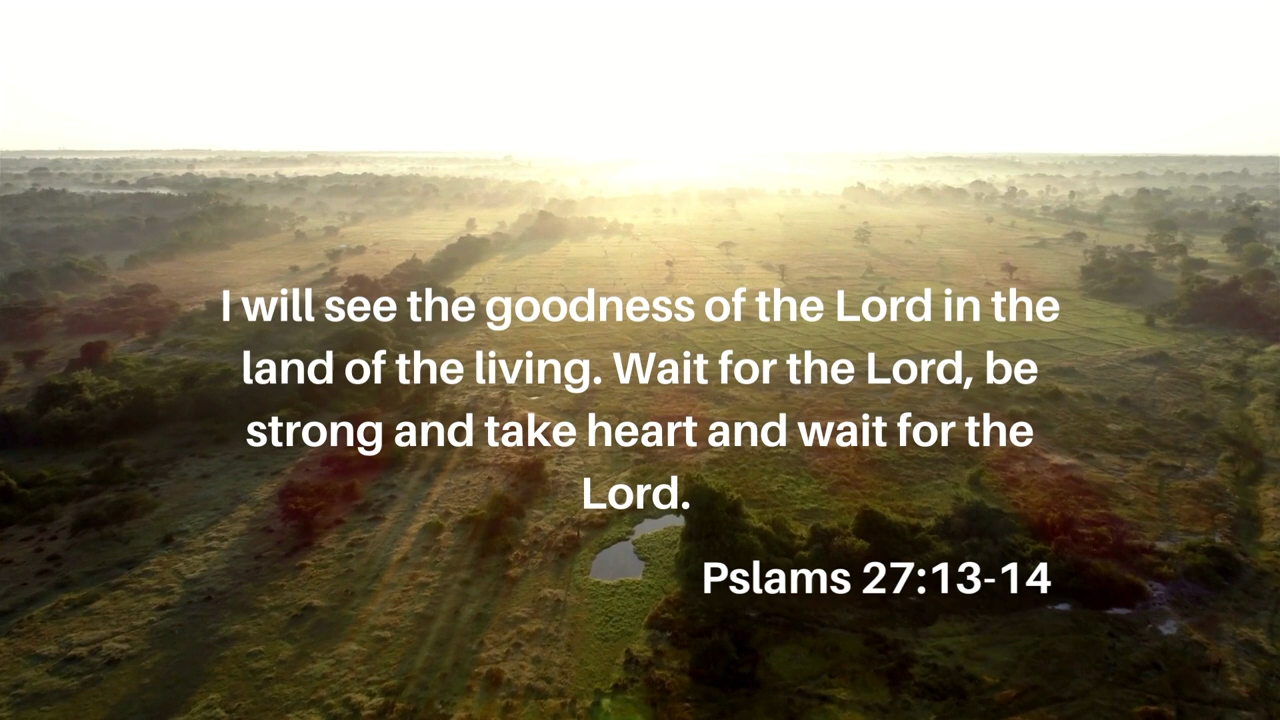 I will see the goodness of the Lord in the
land of the living. Wait for the Lord, be
strong and take heart and wait for the
Lord.
Pslams 27:13-14